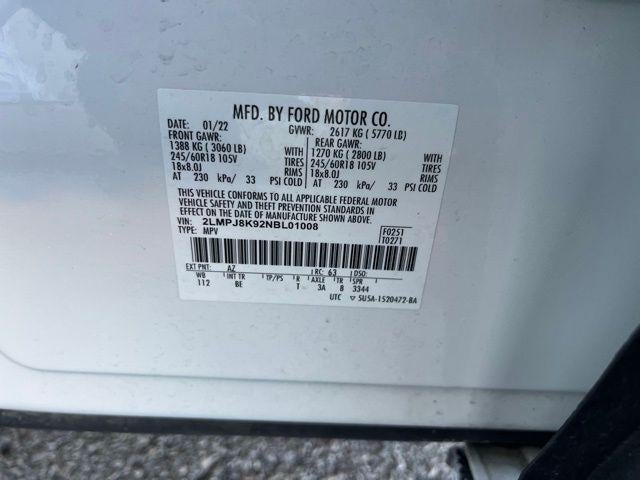 MFD. BY FORD MOTOR CO.
DATE: 01/22 GVWR: 2617 KG ( 5770 LB)
FRONT GAWR: REAR GAWR:
1388 KG ( 3060 LB) WITH 1270 KG ( 2800 LB) WITH
245/60R18 105V TIRES 245/60R18 105V TIRES
18x8.0J RIMS 18x8.0J RIMS
AT 230 kPa/ 33 PSI COLD AT 230 kPa/ 33 PSI COLD
THIS VEHICLE CONFORMS TO ALL APPLICABLE FEDERAL MOTOR
VEHICLE SAFETY AND THEFT PREVENTION STANDARDS IN
EFFECT ON THE DATE OF MANUFACTURE SHOWN ABOVE.
VIN: 2LMPJ8K92NBL01008 F0251
TYPE: MPV T0271
EXT PNT: AZ RC: 63 DSO:
WB INT TR TP/PS R AXLE TR SPR
112 BE T 3A 8 3344
UTC ▽ 5U5A-1520472-BA